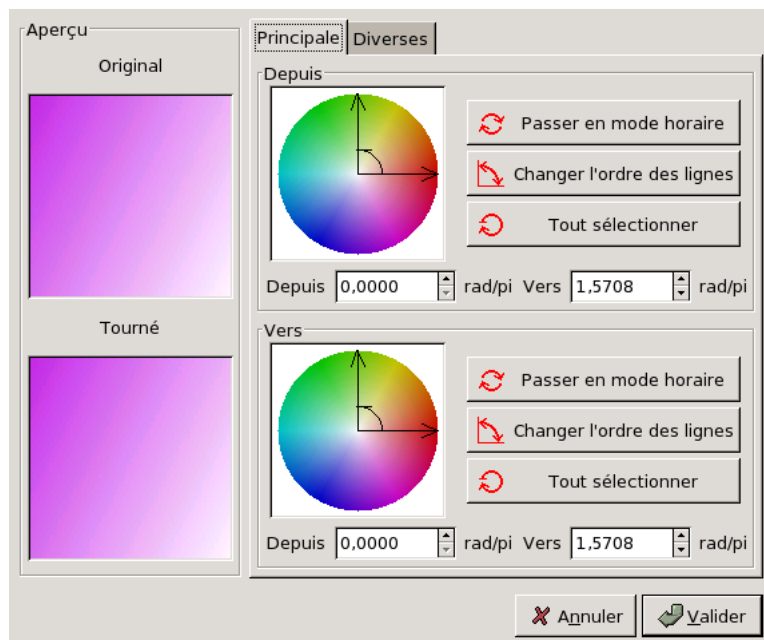 Aperçu
Original
Tourné
Principale
Diverses
Depuis
Passer en mode horaire
Changer l'ordre des lignes
Tout sélectionner
Depuis 0,0000 rad/pi Vers 1,5708 rad/pi
Vers
Passer en mode horaire
Changer l'ordre des lignes
Tout sélectionner
Depuis 0,0000 rad/pi Vers 1,5708 rad/pi
Annuler
Valider